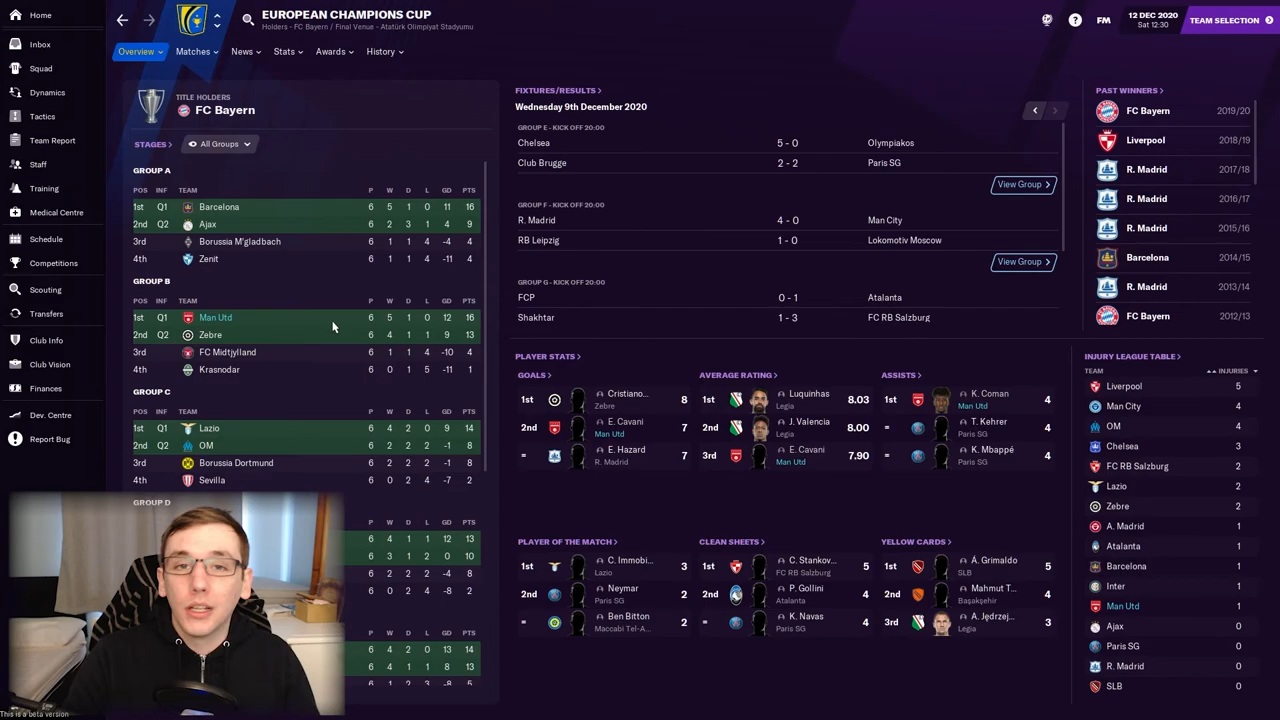 Home
Inbox
Squad
Dynamics
Tactics
Team Report
Staff
Training
Medical Centre
Schedule
Competitions
Scouting
Transfers
Club Info
Club Vision
Finances
Dev. Centre
Report Bug
This is a beta version
EUROPEAN CHAMPIONS CUP
Holders - FC Bayern / Final Venue - Atatürk Olimpiyat Stadyumu
FM
12 DEC 2020
Sat 12:30
TEAM SELECTION
Overview Matches News Stats Awards History
TITLE HOLDERS
FC Bayern
STAGES All Groups
GROUP A
POS INF TEAM P W D L GD PTS
1st Q1 Barcelona 6 5 1 0 11 16
2nd Q2 Ajax 6 2 3 1 4 9
3rd Borussia M'gladbach 6 1 1 4 -4 4
4th Zenit 6 1 1 4 -11 4
GROUP B
POS INF TEAM P W D L GD PTS
1st Q1 Man Utd 6 5 1 0 12 16
2nd Q2 Zebre 6 4 1 1 9 13
3rd FC Midtjylland 6 1 1 4 -10 4
4th Krasnodar 6 0 1 5 -11 1
GROUP C
POS INF TEAM P W D L GD PTS
1st Q1 Lazio 6 4 2 0 9 14
2nd Q2 OM 6 2 2 2 -1 8
3rd Borussia Dortmund 6 2 2 2 -1 8
4th Sevilla 6 0 2 4 -7 2
GROUP D
P W D L GD PTS
6 4 1 1 12 13
6 3 1 2 0 10
6 2 2 2 -4 8
6 0 2 4 -8 2
P W D L GD PTS
6 4 2 0 13 14
6 4 1 1 8 13
6 1 2 3 -8 5
FIXTURES/RESULTS
Wednesday 9th December 2020
GROUP E - KICK OFF 20:00
Chelsea 5 - 0 Olympiakos
Club Brugge 2 - 2 Paris SG
View Group
GROUP F - KICK OFF 20:00
R. Madrid 4 - 0 Man City
RB Leipzig 1 - 0 Lokomotiv Moscow
View Group
GROUP G - KICK OFF 20:00
FCP 0 - 1 Atalanta
Shakhtar 1 - 3 FC RB Salzburg
PLAYER STATS
GOALS
1st Cristiano... 8
Zebre
2nd E. Cavani 7
Man Utd
= E. Hazard 7
R. Madrid
AVERAGE RATING
1st Luquinhas 8.03
Legia
2nd J. Valencia 8.00
Legia
3rd E. Cavani 7.90
Man Utd
ASSISTS
1st K. Coman 4
Man Utd
= T. Kehrer 4
Paris SG
= K. Mbappé 4
Paris SG
PLAYER OF THE MATCH
1st C. Immobi... 3
Lazio
2nd Neymar 2
Paris SG
= Ben Bitton 2
Maccabi Tel-A...
CLEAN SHEETS
1st C. Stankov... 5
FC RB Salzburg
2nd P. Gollini 4
Atalanta
= K. Navas 4
Paris SG
YELLOW CARDS
1st Á. Grimaldo 5
SLB
2nd Mahmut T... 4
Başakşehir
3rd A. Jędrzej... 3
Legia
PAST WINNERS
FC Bayern 2019/20
Liverpool 2018/19
R. Madrid 2017/18
R. Madrid 2016/17
R. Madrid 2015/16
Barcelona 2014/15
R. Madrid 2013/14
FC Bayern 2012/13
INJURY LEAGUE TABLE
TEAM INJURIES
Liverpool 5
Man City 4
OM 4
Chelsea 3
FC RB Salzburg 2
Lazio 2
Zebre 2
A. Madrid 1
Atalanta 1
Barcelona 1
Inter 1
Man Utd 1
Ajax 0
Paris SG 0
R. Madrid 0
SLB 0